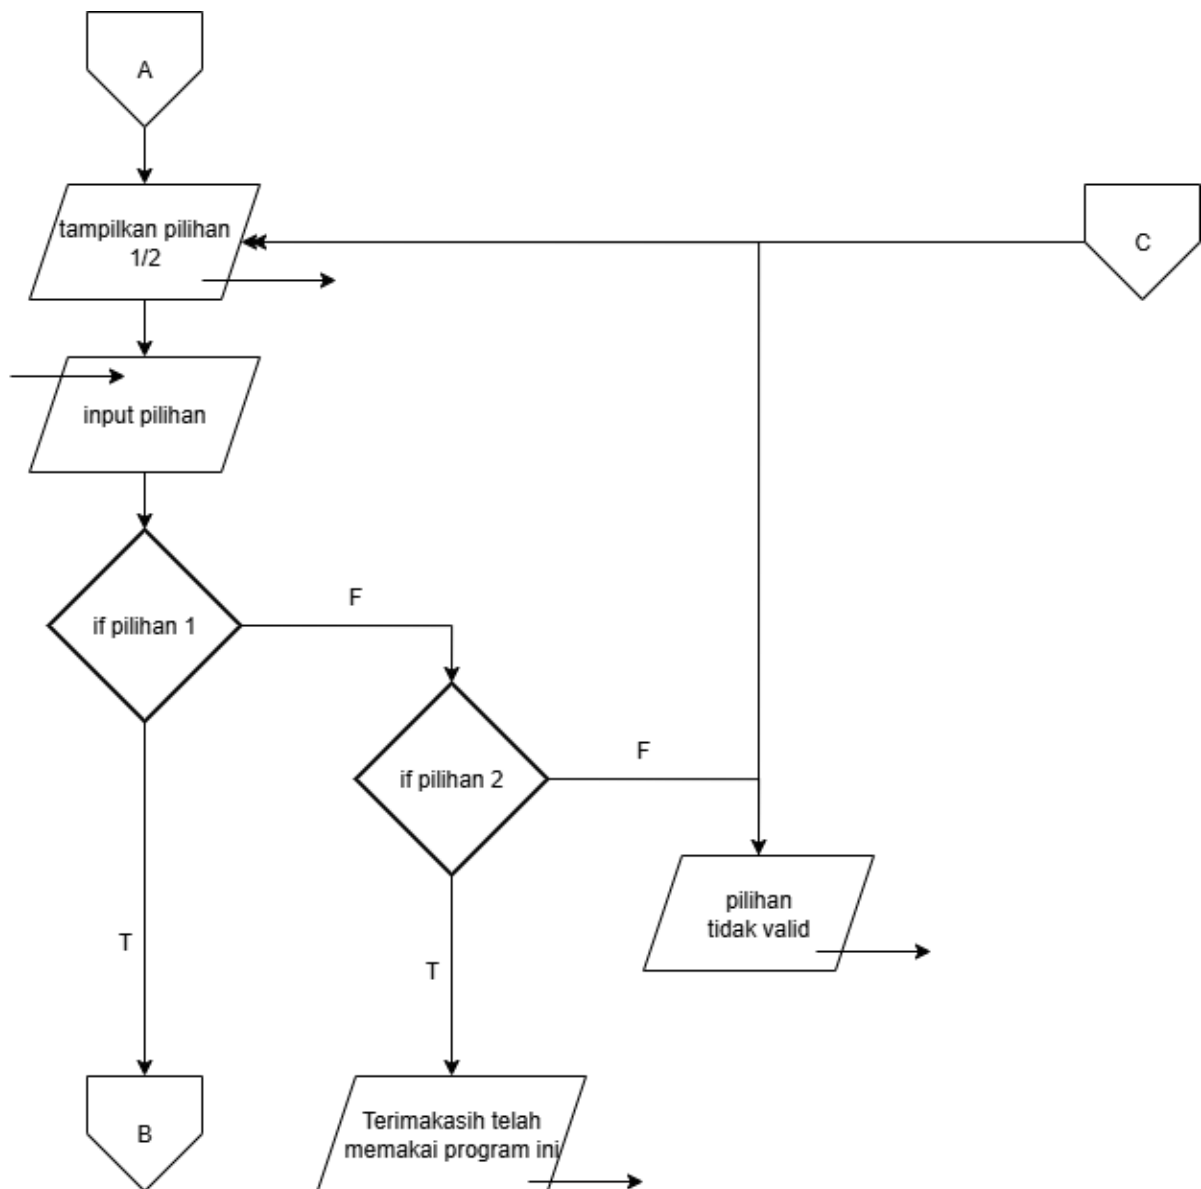 A
tampilkan pilihan
1/2
C
input pilihan
if pilihan 1
F
if pilihan 2
F
pilihan
tidak valid
T
T
B
Terimakasih telah
memakai program ini